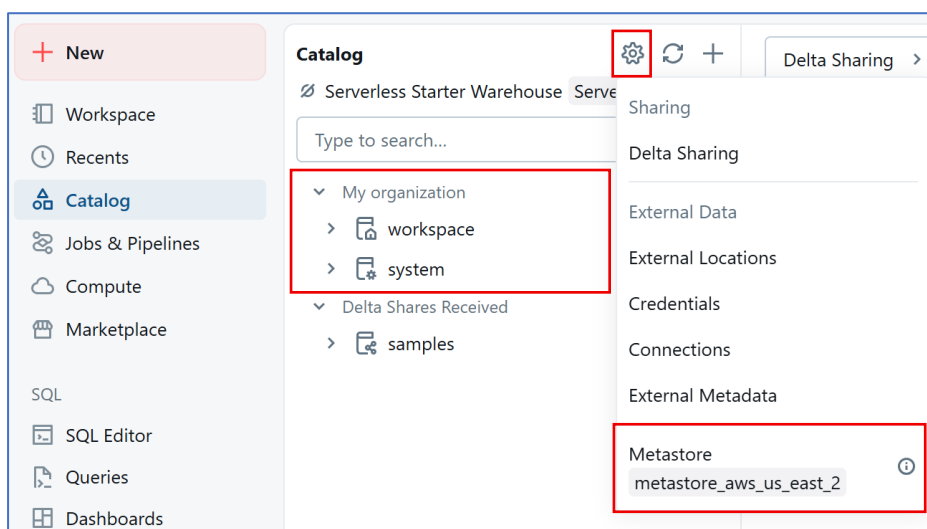 New
Workspace
Recents
Catalog
Jobs & Pipelines
Compute
Marketplace
SQL
SQL Editor
Queries
Dashboards
Catalog
Serverless Starter Warehouse Serve
Type to search...
My organization
workspace
system
Delta Shares Received
samples
Delta Sharing
Sharing
Delta Sharing
External Data
External Locations
Credentials
Connections
External Metadata
Metastore
metastore_aws_us_east_2